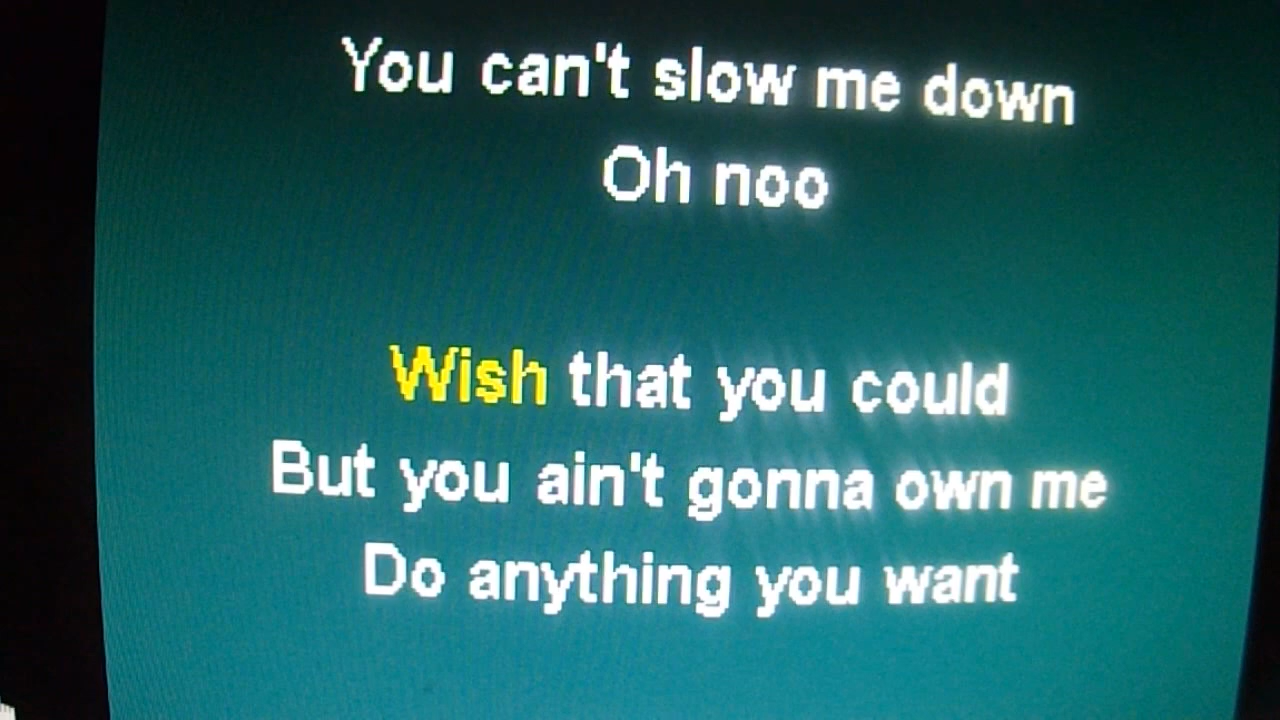 You can't slow me down
Oh noo
Wish that you could
But you ain't gonna own me
Do anything you want